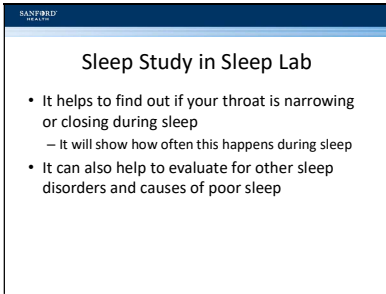 SANFORD
HEALTH
Sleep Study in Sleep Lab
• It helps to find out if your throat is narrowing
or closing during sleep
– It will show how often this happens during sleep
• It can also help to evaluate for other sleep
disorders and causes of poor sleep